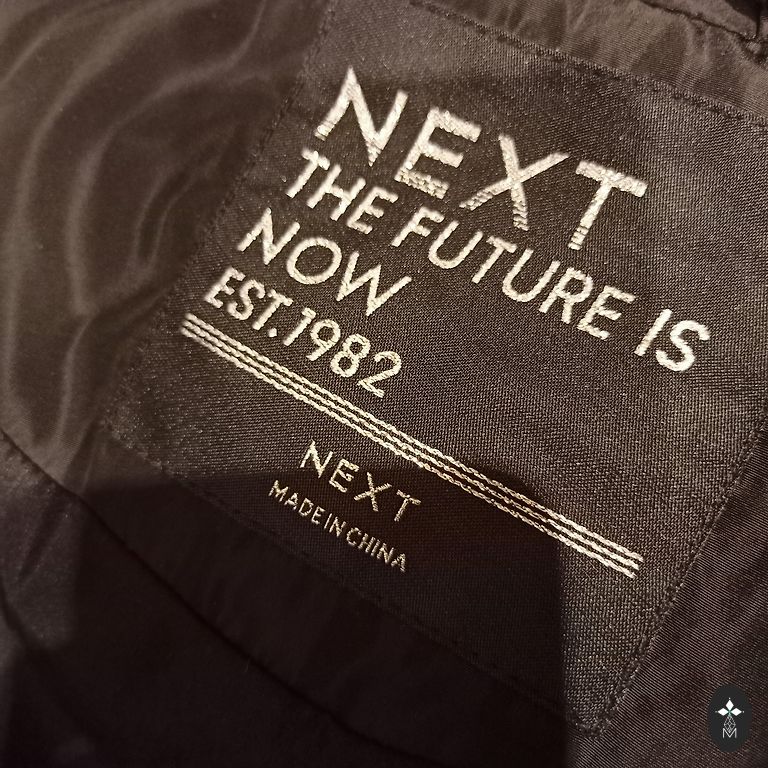 NEXT
THE FUTURE IS
NOW
EST.1982
NEXT
MADE IN CHINA
M